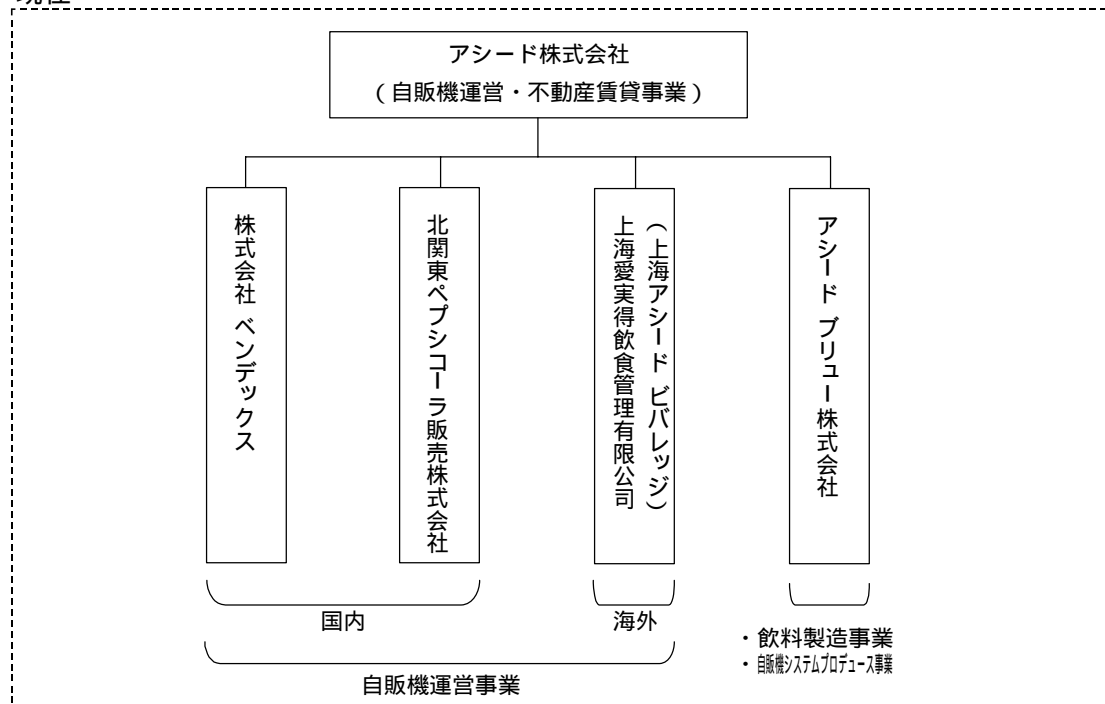 現在
アシード株式会社
（自販機運営・不動産賃貸事業）
株式会社 ベンデックス
北関東ペプシコーラ販売株式会社
（上海アシード ビバレッジ）
上海愛実得飲食管理有限公司
アシード ブリュー株式会社
国内
海外
・飲料製造事業
・自販機システムプロデュース事業
自販機運営事業